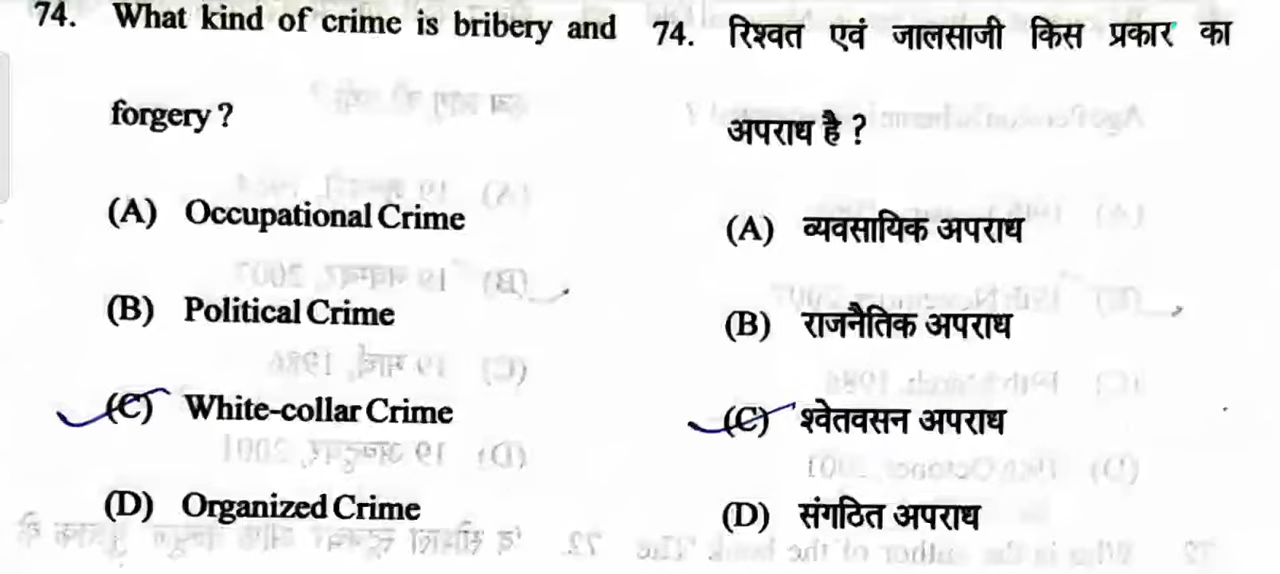 74. What kind of crime is bribery and
forgery ?
(A) Occupational Crime
(B) Political Crime
(C) White-collar Crime
(D) Organized Crime
74. रिश्वत एवं जालसाजी किस प्रकार का
अपराध है ?
(A) व्यवसायिक अपराध
(B) राजनैतिक अपराध
(C) श्वेतवसन अपराध
(D) संगठित अपराध